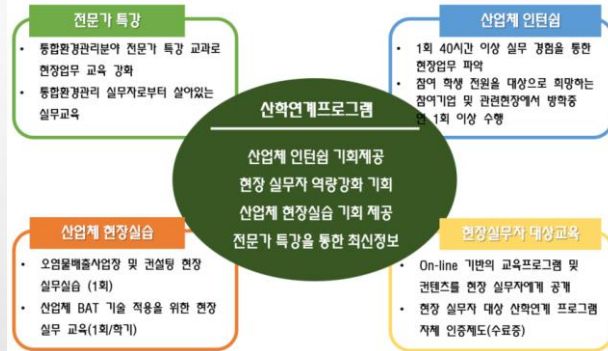 전문가 특강
• 통합환경관리분야 전문가 특강 교과로
현장업무 교육 강화
• 통합환경관리 실무자로부터 살아있는
실무교육
산업체 인턴쉽
• 1회 40시간 이상 실무 경험을 통한
현장업무 파악
• 참여 학생 전원을 대상으로 희망하는
참여기업 및 관련현장에서 방학중
연 1회 이상 수행
산학연계프로그램
산업체 인턴쉽 기회제공
현장 실무자 역량강화 기회
산업체 현장실습 기회 제공
전문가 특강을 통한 최신정보
산업체 현장실습
• 오염물배출사업장 및 컨설팅 현장
실무실습 (1회)
• 산업체 BAT 기술 적용을 위한 현장
실무 교육(1회/학기)
현장실무자 대상교육
• On-line 기반의 교육프로그램 및
컨텐츠를 현장 실무자에게 공개
• 현장 실무자 대상 산학연계 프로그램
자체 인증제도(수료증)